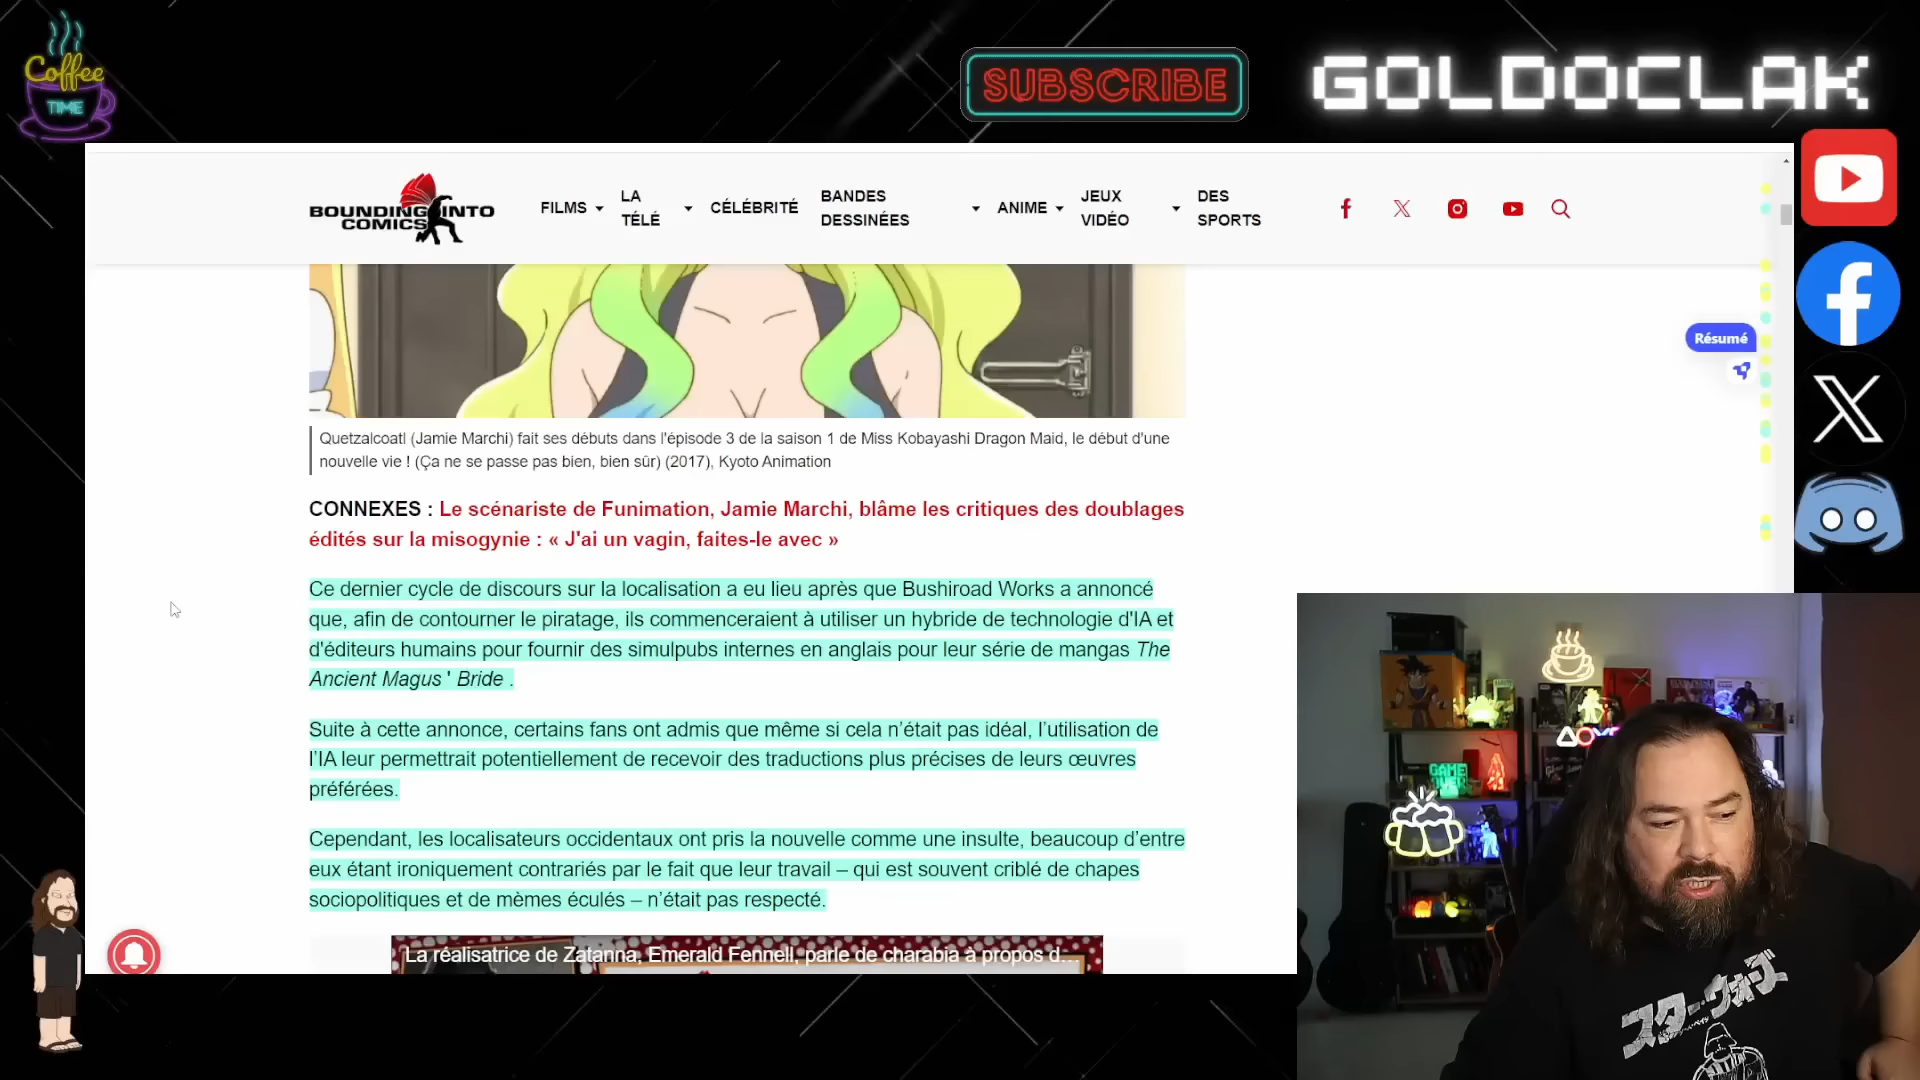 Coffee
TIME
SUBSCRIBE
GOLDOCLAK
BOUNDING INTO
COMICS
FILMS
LA
TÉLÉ
CÉLÉBRITÉ
BANDES
DESSINÉES
ANIME
JEUX
VIDÉO
DES
SPORTS
Résumé
Quetzalcoatl (Jamie Marchi) fait ses débuts dans l'épisode 3 de la saison 1 de Miss Kobayashi Dragon Maid, le début d'une
nouvelle vie ! (Ça ne se passe pas bien, bien sûr) (2017), Kyoto Animation
CONNEXES : Le scénariste de Funimation, Jamie Marchi, blâme les critiques des doublages
édités sur la misogynie : « J'ai un vagin, faites-le avec »
Ce dernier cycle de discours sur la localisation a eu lieu après que Bushiroad Works a annoncé
que, afin de contourner le piratage, ils commenceraient à utiliser un hybride de technologie d'IA et
d'éditeurs humains pour fournir des simulpubs internes en anglais pour leur série de mangas The
Ancient Magus ' Bride .
Suite à cette annonce, certains fans ont admis que même si cela n’était pas idéal, l’utilisation de
l’IA leur permettrait potentiellement de recevoir des traductions plus précises de leurs œuvres
préférées.
Cependant, les localisateurs occidentaux ont pris la nouvelle comme une insulte, beaucoup d’entre
eux étant ironiquement contrariés par le fait que leur travail – qui est souvent criblé de chapes
sociopolitiques et de mèmes éculés – n’était pas respecté.
La réalisatrice de Zatanna, Emerald Fennell, parle de charabia à propos d...
GAME
OVER
スター・ウォーズ